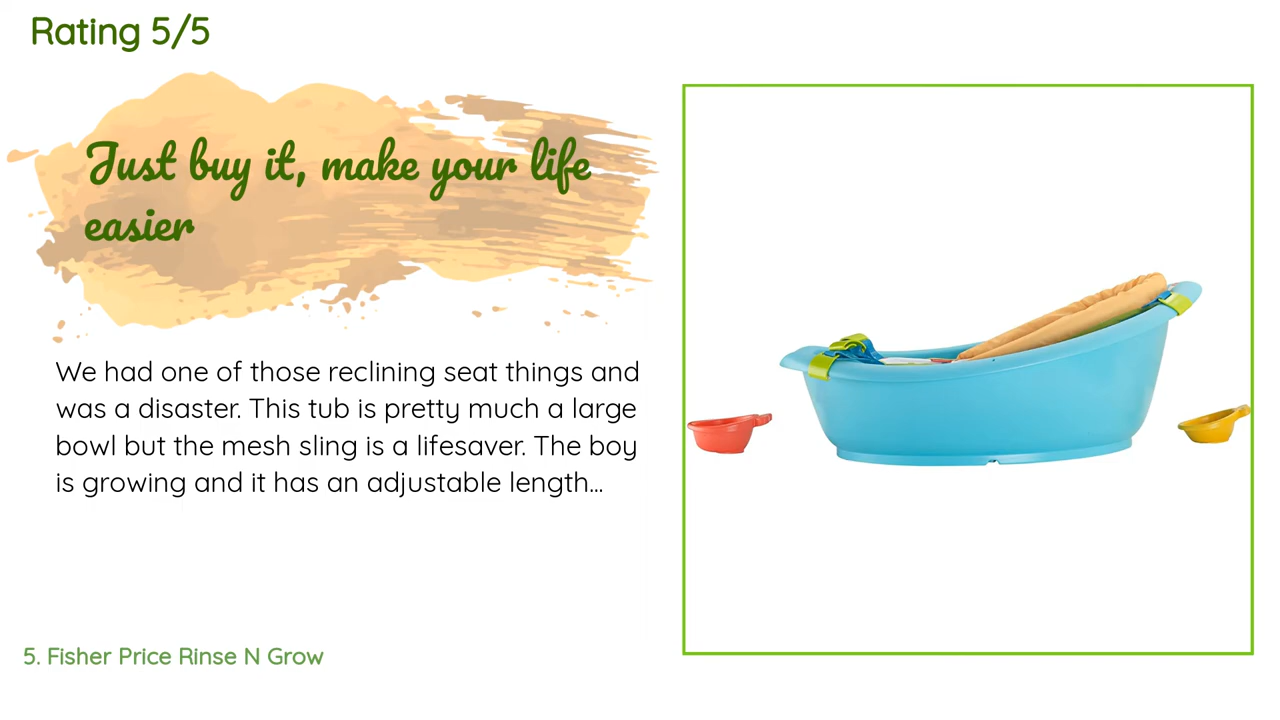 Rating 5/5
Just buy it, make your life
easier
We had one of those reclining seat things and
was a disaster. This tub is pretty much a large
bowl but the mesh sling is a lifesaver. The boy
is growing and it has an adjustable length...
5. Fisher Price Rinse N Grow